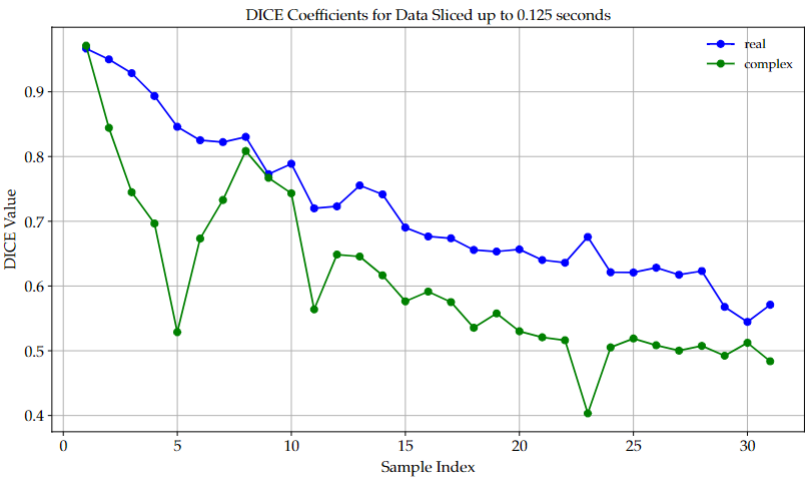 DICE Coefficients for Data Sliced up to 0.125 seconds
real
complex
0.9
0.8
0.7
0.6
0.5
0.4
DICE Value
0 5 10 15 20 25 30
Sample Index